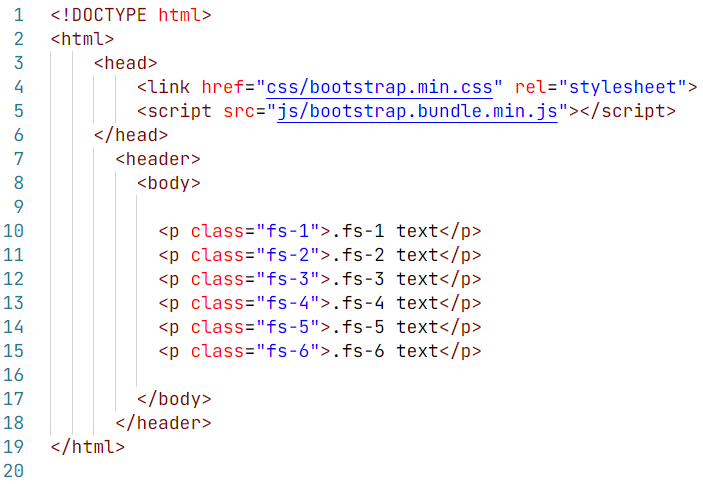 1 <!DOCTYPE html>
2 <html>
3     <head>
4         <link href="css/bootstrap.min.css" rel="stylesheet">
5         <script src="js/bootstrap.bundle.min.js"></script>
6     </head>
7       <header>
8         <body>
9
10           <p class="fs-1">.fs-1 text</p>
11           <p class="fs-2">.fs-2 text</p>
12           <p class="fs-3">.fs-3 text</p>
13           <p class="fs-4">.fs-4 text</p>
14           <p class="fs-5">.fs-5 text</p>
15           <p class="fs-6">.fs-6 text</p>
16
17         </body>
18       </header>
19 </html>
20